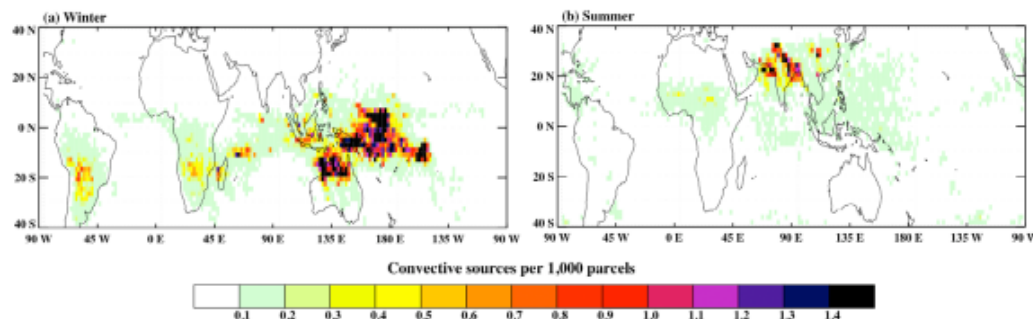 (a) Winter
(b) Summer
40 N
20 N
0 N
20 S
40 S
90 W 45 W 0 E 45 E 90 E 135 E 180 E 135 W 90 W
40 N
20 N
0 N
20 S
40 S
90 W 45 W 0 E 45 E 90 E 135 E 180 E 135 W 90 W
Convective sources per 1,000 parcels
0.1 0.2 0.3 0.4 0.5 0.6 0.7 0.8 0.9 1.0 1.1 1.2 1.3 1.4